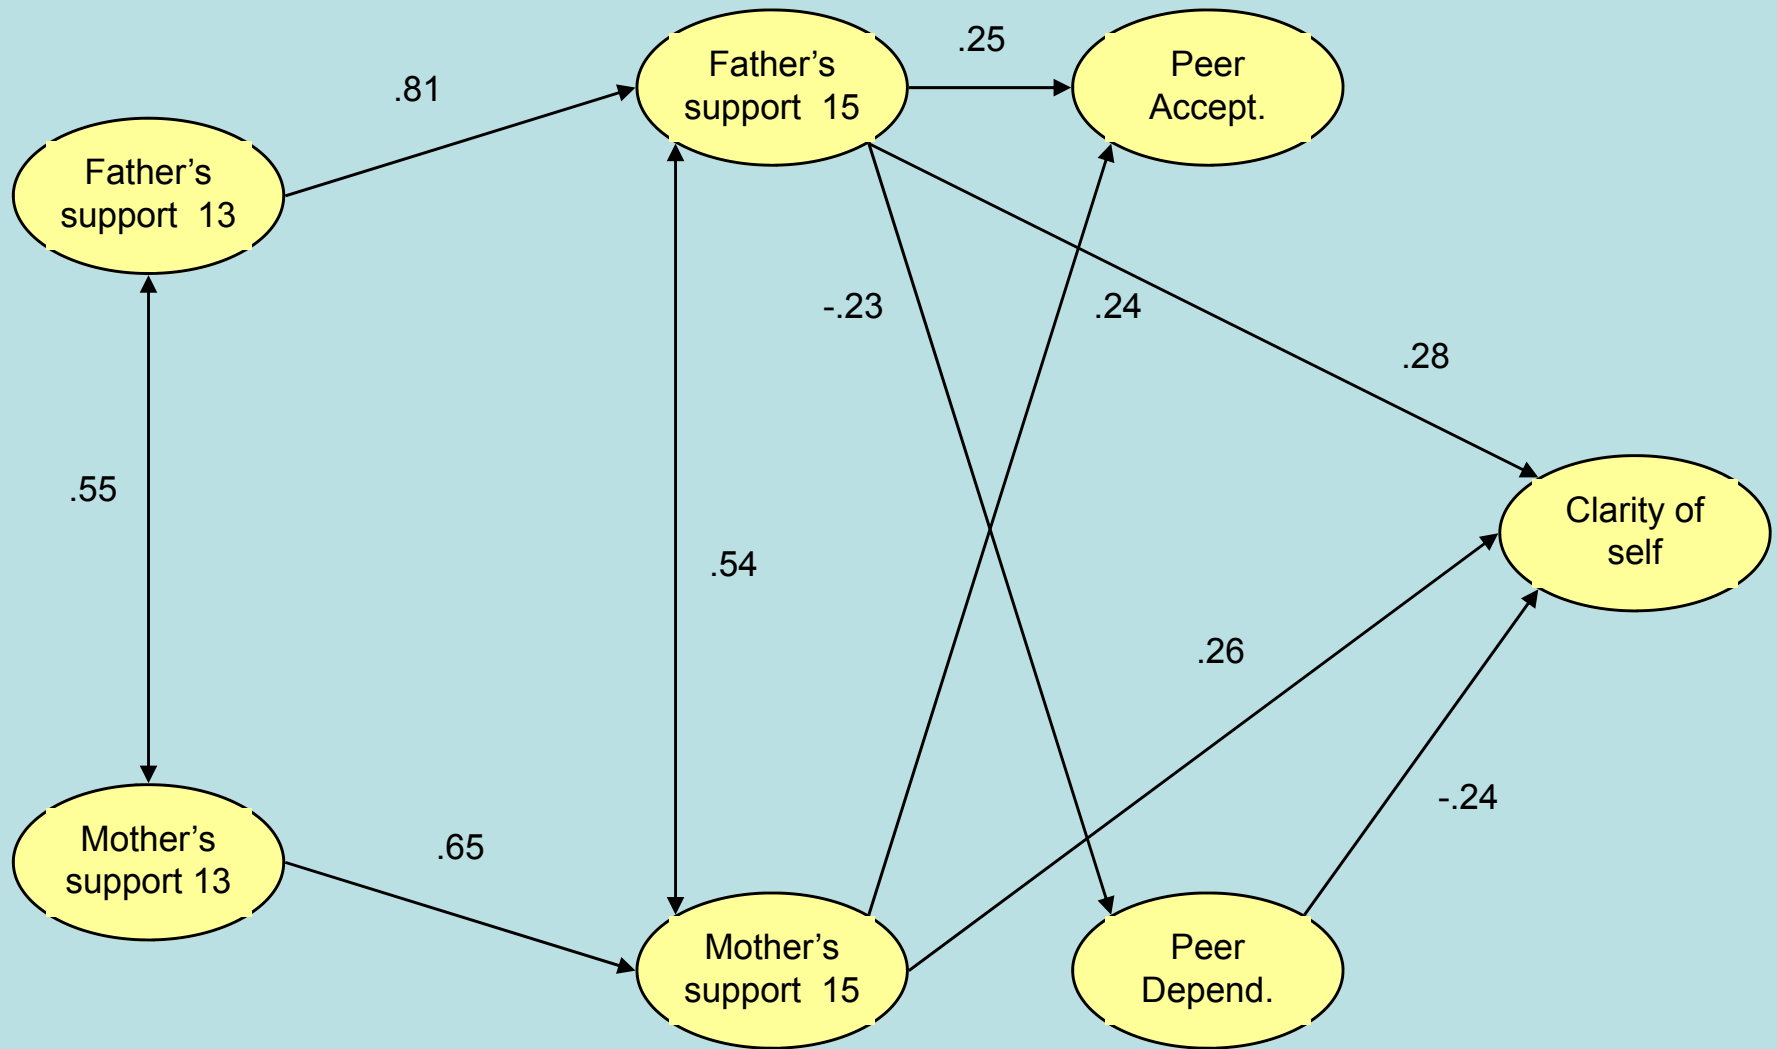 .25
Father’s
support 15
Peer
Accept.
.81
Father’s
support 13
-.23
.24
.28
.55
Clarity of
self
.54
.26
-.24
Mother’s
support 13
.65
Mother’s
support 15
Peer
Depend.